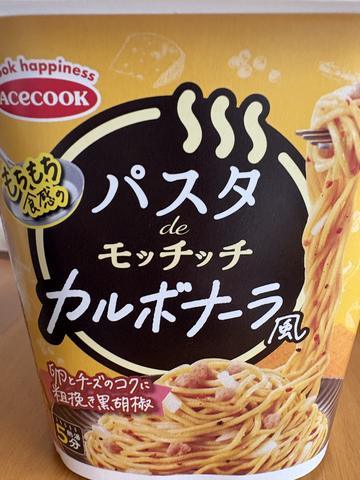 ook happiness
ACECOOK
もちもち
食感!!
パスタ
de
モッチッチ
カルボナーラ風
卵とチーズのコクに
粗挽き黒胡椒
5分